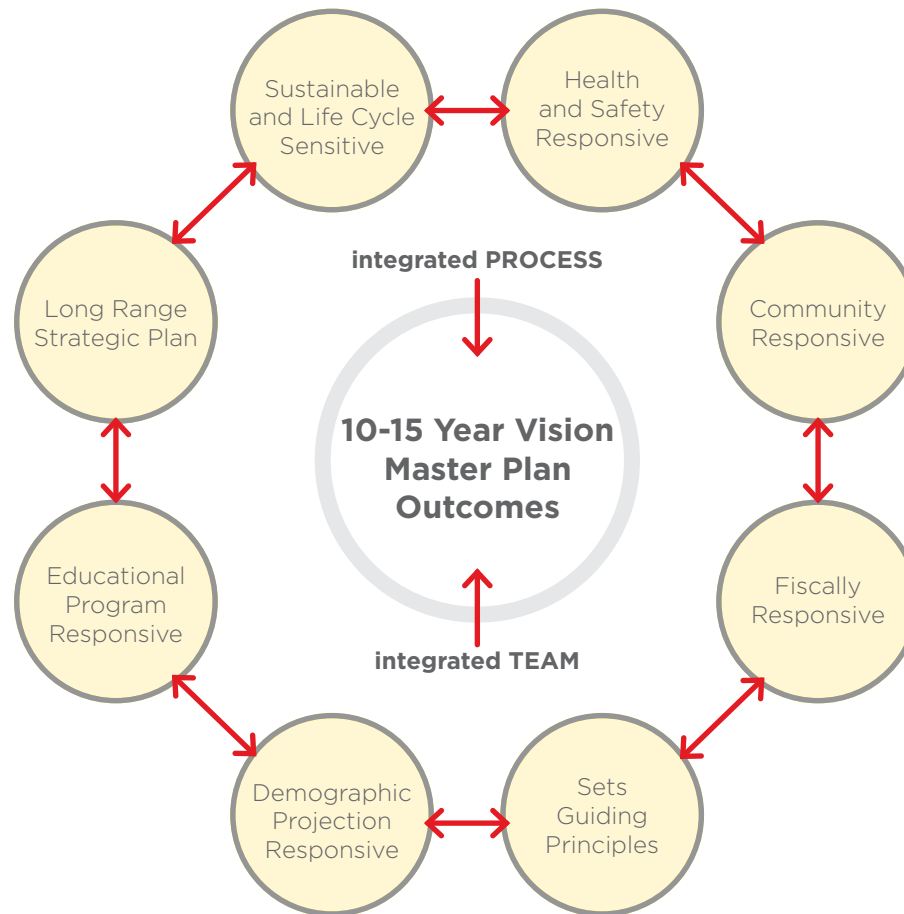 Sustainable
and Life Cycle
Sensitive
Health
and Safety
Responsive
integrated PROCESS
Long Range
Strategic Plan
Community
Responsive
10-15 Year Vision
Master Plan
Outcomes
Educational
Program
Responsive
Fiscally
Responsive
integrated TEAM
Demographic
Projection
Responsive
Sets
Guiding
Principles